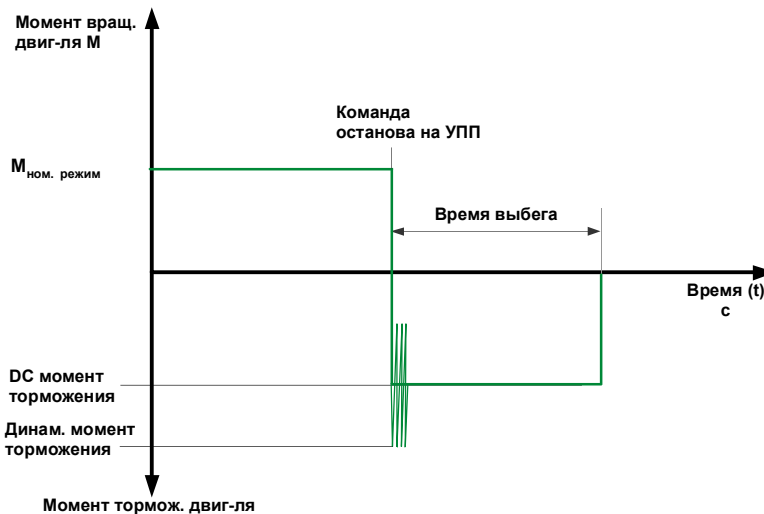 Момент вращ.
двиг-ля М
Команда
останова на УПП
Мном. режим
Время выбега
Время (t)
с
DC момент
торможения
Динам. момент
торможения
Момент тормож. двиг-ля